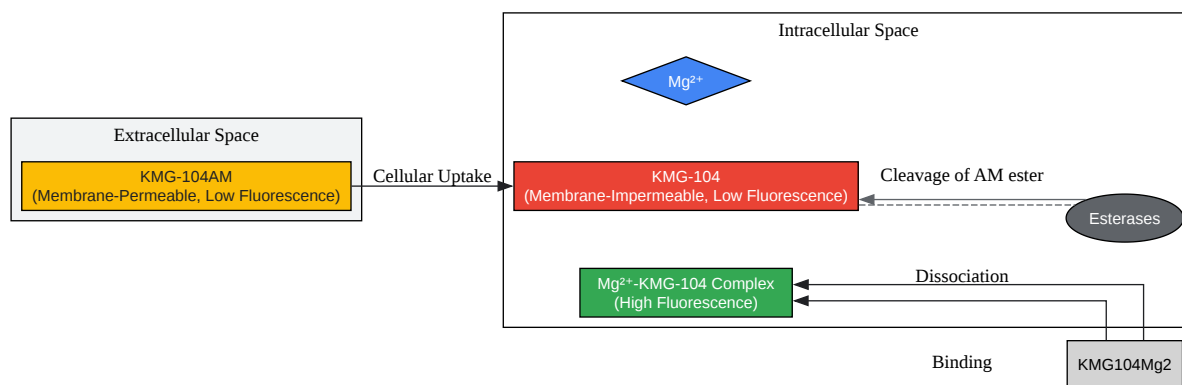 Intracellular Space
Mg²⁺
Extracellular Space
KMG-104AM
(Membrane-Permeable, Low Fluorescence)
Cellular Uptake
KMG-104
(Membrane-Impermeable, Low Fluorescence)
Cleavage of AM ester
Esterases
Mg²⁺-KMG-104 Complex
(High Fluorescence)
Dissociation
Binding
KMG104Mg2